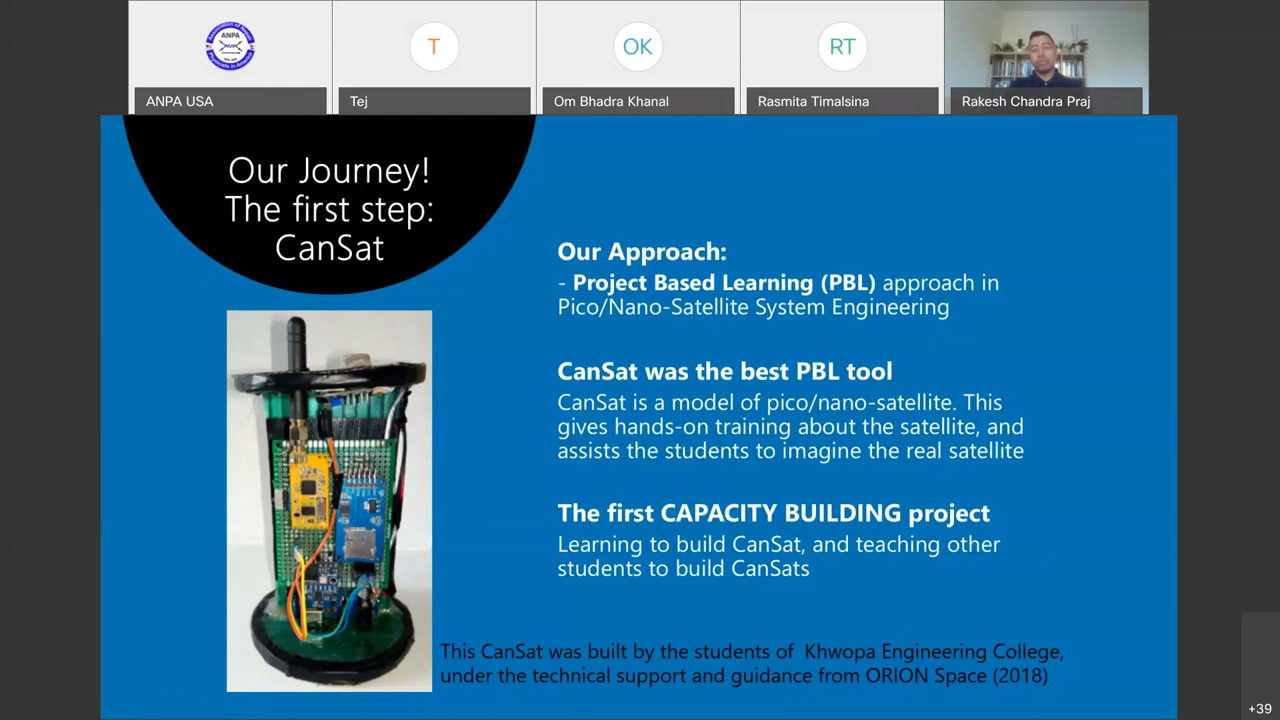 ANPA
T
OK
RT
ANPA USA
Tej
Om Bhadra Khanal
Rasmita Timalsina
Rakesh Chandra Praj
Our Journey!
The first step:
CanSat
Our Approach:
- Project Based Learning (PBL) approach in
Pico/Nano-Satellite System Engineering
CanSat was the best PBL tool
CanSat is a model of pico/nano-satellite. This
gives hands-on training about the satellite, and
assists the students to imagine the real satellite
The first CAPACITY BUILDING project
Learning to build CanSat, and teaching other
students to build CanSats
This CanSat was built by the students of Khwopa Engineering College,
under the technical support and guidance from ORION Space (2018)
+39